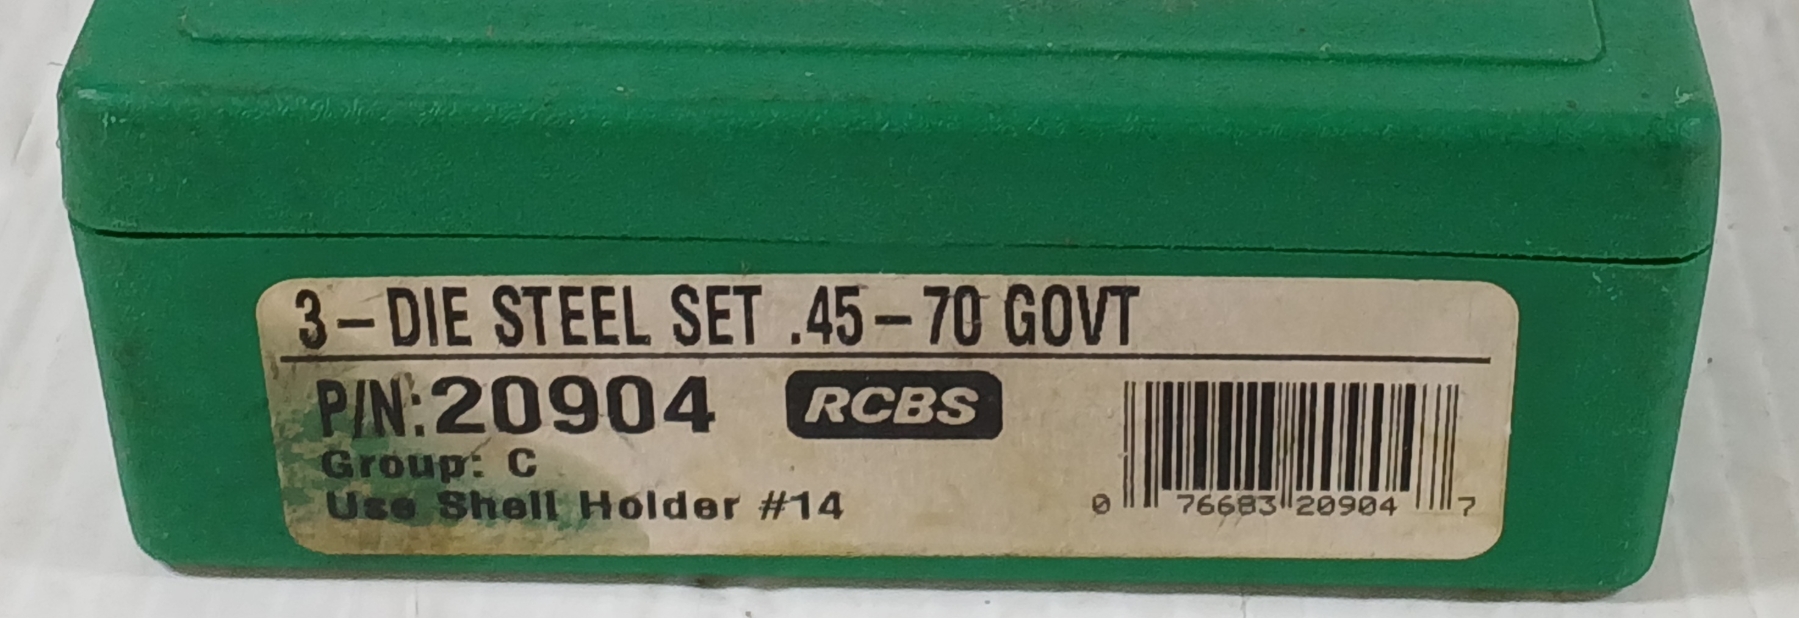 3-DIE STEEL SET .45-70 GOVT
P/N:20904 RCBS
Group: C
Use Shell Holder #14
0 76683 20904 7